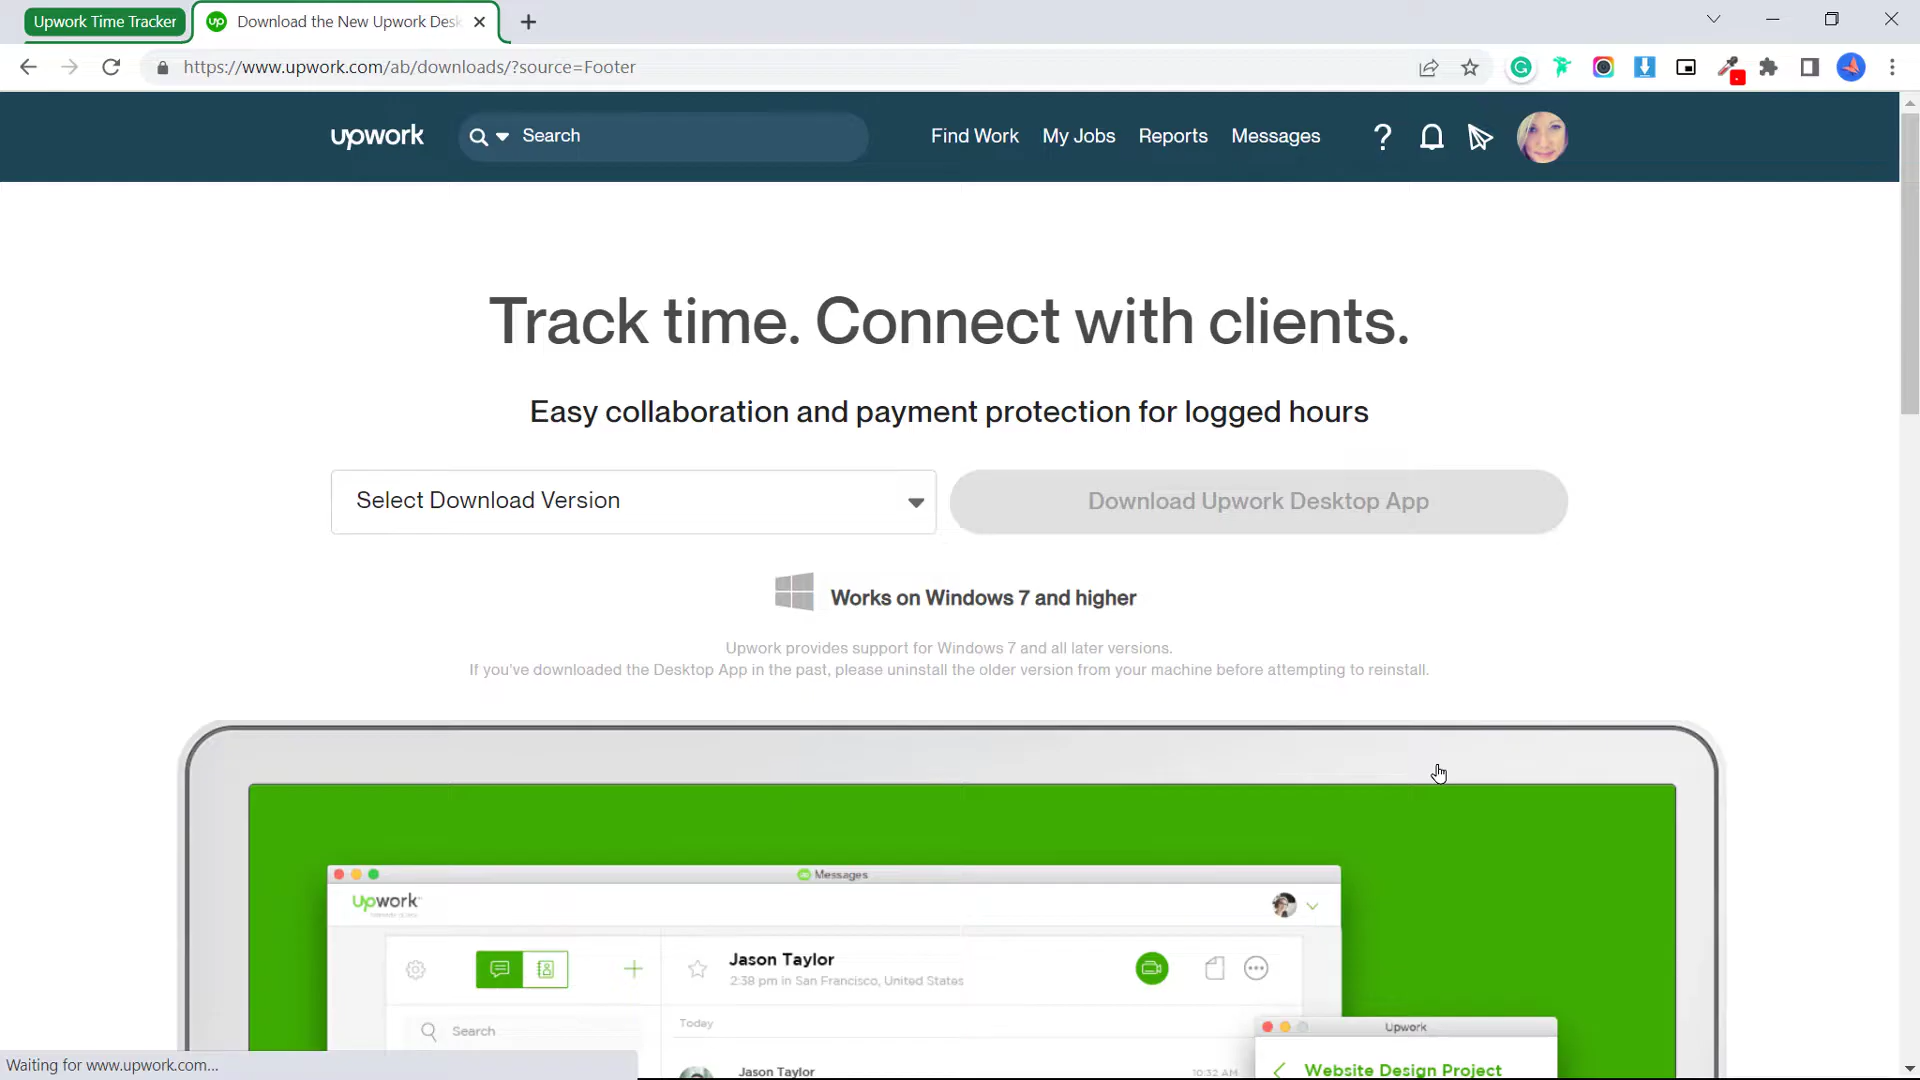 Upwork Time Tracker
Download the New Upwork Desk
https://www.upwork.com/ab/downloads/?source=Footer
upwork
Search
Find Work
My Jobs
Reports
Messages
Track time. Connect with clients.
Easy collaboration and payment protection for logged hours
Select Download Version
Download Upwork Desktop App
Works on Windows 7 and higher
Upwork provides support for Windows 7 and all later versions.
If you've downloaded the Desktop App in the past, please uninstall the older version from your machine before attempting to reinstall.
Messages
Upwork
Jason Taylor
2:38 pm in San Francisco, United States
Search
Today
Upwork
Jason Taylor
10:32 AM
Website Design Project
Waiting for www.upwork.com...